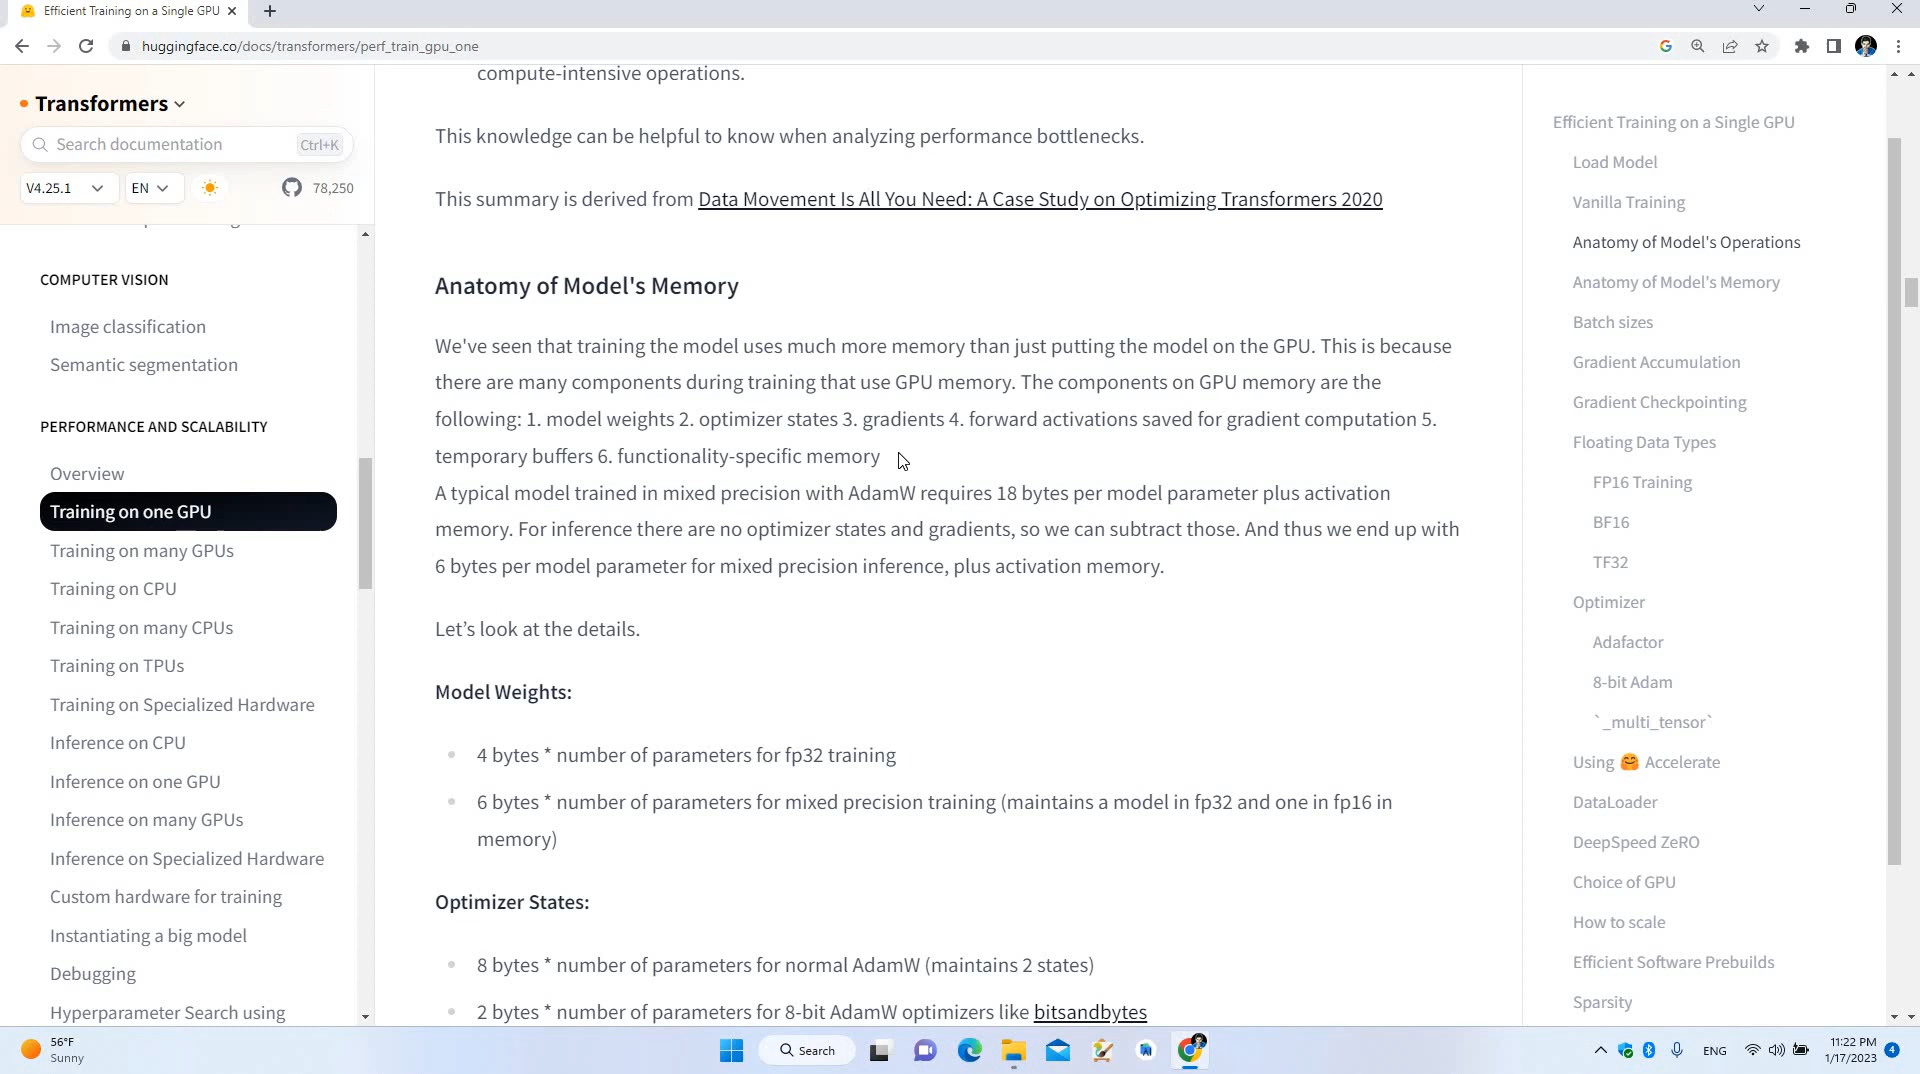 Efficient Training on a Single GPU
huggingface.co/docs/transformers/perf_train_gpu_one
Transformers
Search documentation
Ctrl+K
V4.25.1
EN
78,250
COMPUTER VISION
Image classification
Semantic segmentation
PERFORMANCE AND SCALABILITY
Overview
Training on one GPU
Training on many GPUs
Training on CPU
Training on many CPUs
Training on TPUs
Training on Specialized Hardware
Inference on CPU
Inference on one GPU
Inference on many GPUs
Inference on Specialized Hardware
Custom hardware for training
Instantiating a big model
Debugging
Hyperparameter Search using
compute-intensive operations.
This knowledge can be helpful to know when analyzing performance bottlenecks.
This summary is derived from Data Movement Is All You Need: A Case Study on Optimizing Transformers 2020
Anatomy of Model's Memory
We've seen that training the model uses much more memory than just putting the model on the GPU. This is because
there are many components during training that use GPU memory. The components on GPU memory are the
following: 1. model weights 2. optimizer states 3. gradients 4. forward activations saved for gradient computation 5.
temporary buffers 6. functionality-specific memory
A typical model trained in mixed precision with AdamW requires 18 bytes per model parameter plus activation
memory. For inference there are no optimizer states and gradients, so we can subtract those. And thus we end up with
6 bytes per model parameter for mixed precision inference, plus activation memory.
Let’s look at the details.
Model Weights:
4 bytes * number of parameters for fp32 training
6 bytes * number of parameters for mixed precision training (maintains a model in fp32 and one in fp16 in
memory)
Optimizer States:
8 bytes * number of parameters for normal AdamW (maintains 2 states)
2 bytes * number of parameters for 8-bit AdamW optimizers like bitsandbytes
Efficient Training on a Single GPU
Load Model
Vanilla Training
Anatomy of Model's Operations
Anatomy of Model's Memory
Batch sizes
Gradient Accumulation
Gradient Checkpointing
Floating Data Types
FP16 Training
BF16
TF32
Optimizer
Adafactor
8-bit Adam
`_multi_tensor`
Using 🤗 Accelerate
DataLoader
DeepSpeed ZeRO
Choice of GPU
How to scale
Efficient Software Prebuilds
Sparsity
56°F
Sunny
Search
ENG
11:22 PM
1/17/2023
4